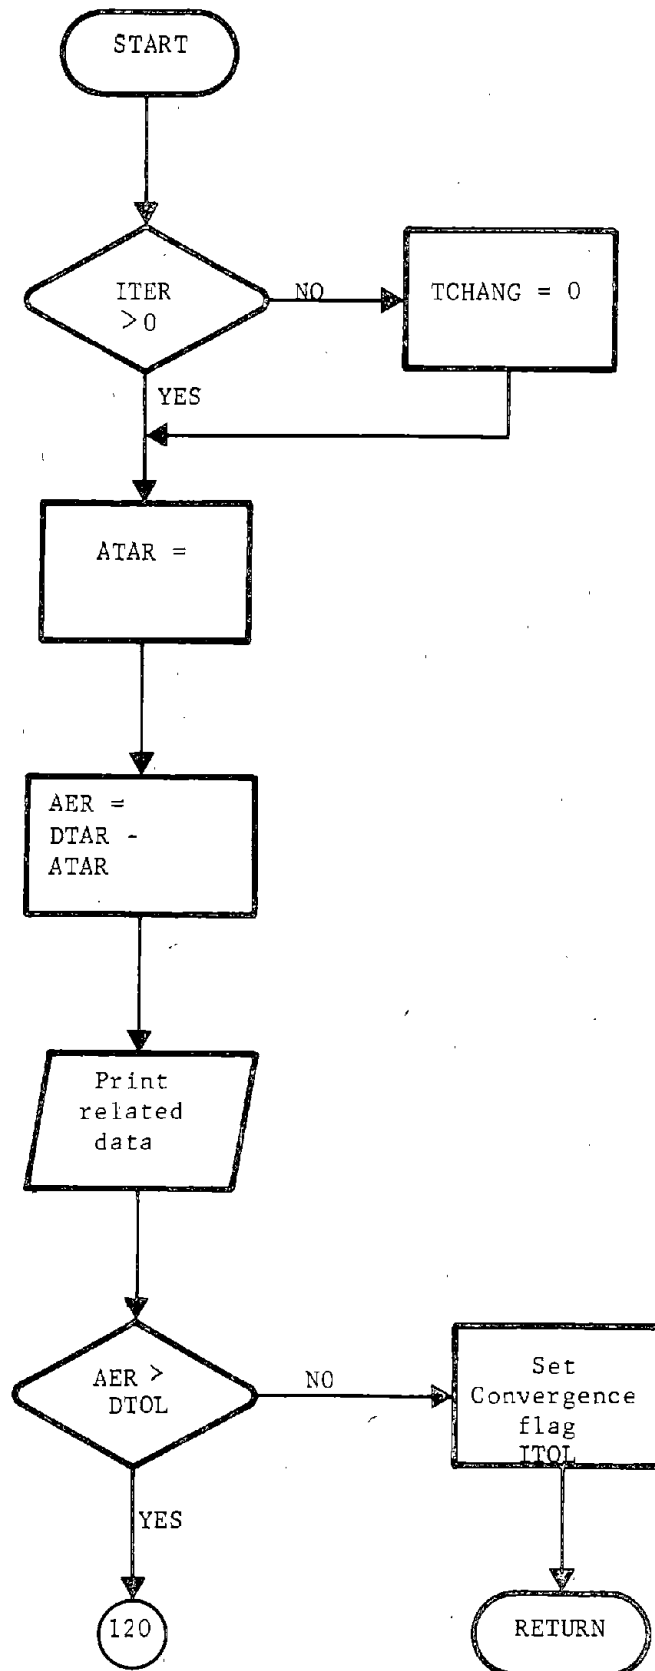 START
ITER
>0
NO
TCHANG = 0
YES
ATAR =
AER =
DTAR -
ATAR
Print
related
data
AER >
DTOL
NO
Set
Convergence
flag
ITOL
YES
120
RETURN